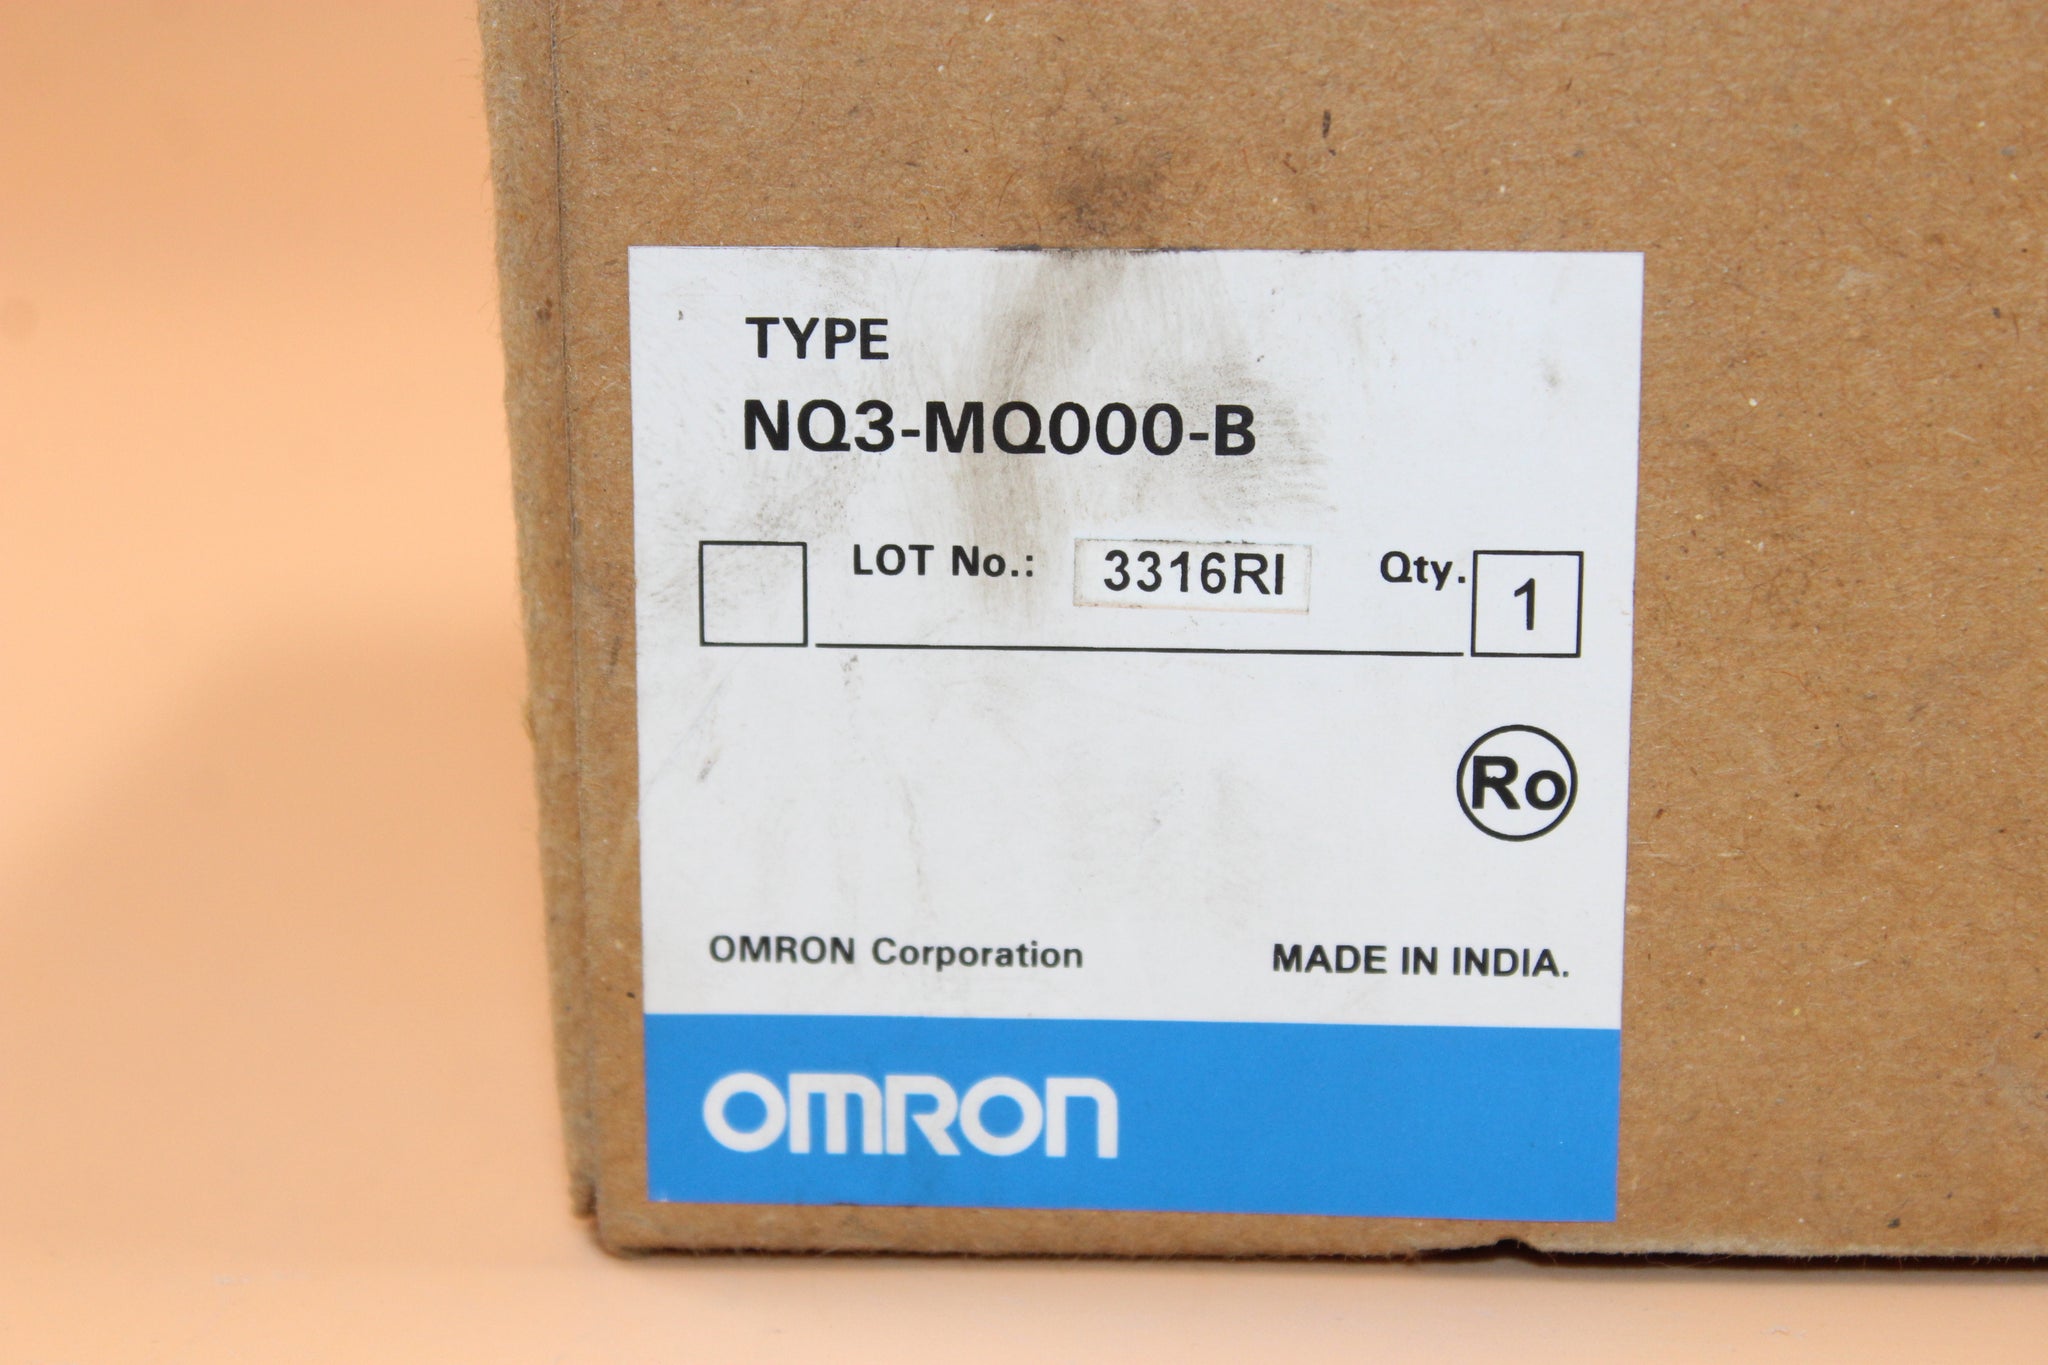 TYPE
NQ3-MQ000-B
LOT No.: 3316RI Qty. 1
Ro
OMRON Corporation MADE IN INDIA.
OMRON